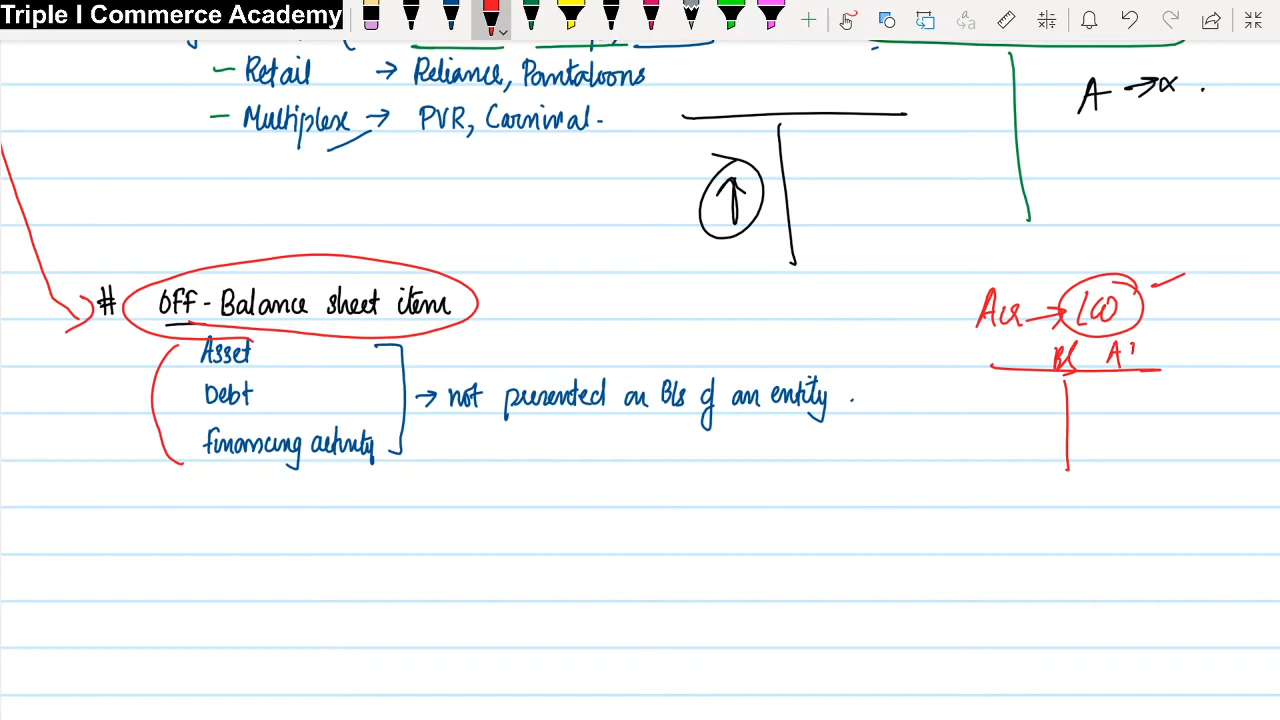 Triple I Commerce Academy
- Retail → Reliance, Pantaloons
- Multiplex → PVR, Carnival.
A → α
# Off - Balance sheet item
Asset
Debt → not presented on B/s of an entity.
Financing activity
A